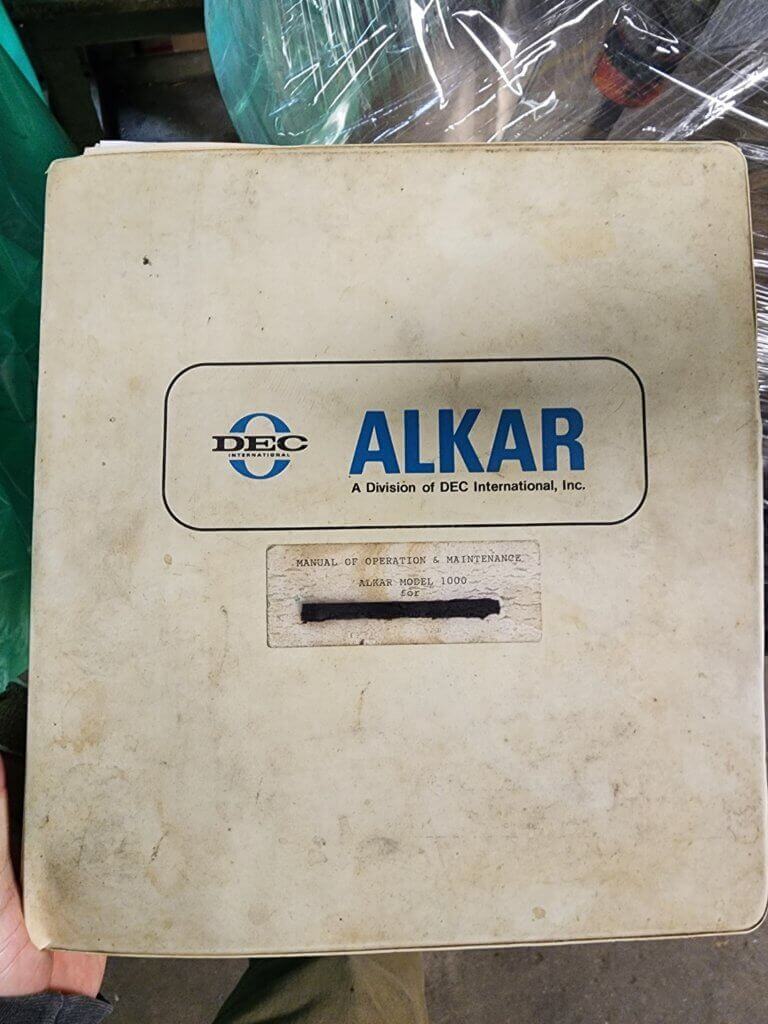 DEC
INTERNATIONAL
ALKAR
A Division of DEC International, Inc.
MANUAL OF OPERATION & MAINTENANCE
ALKAR MODEL 1000
for